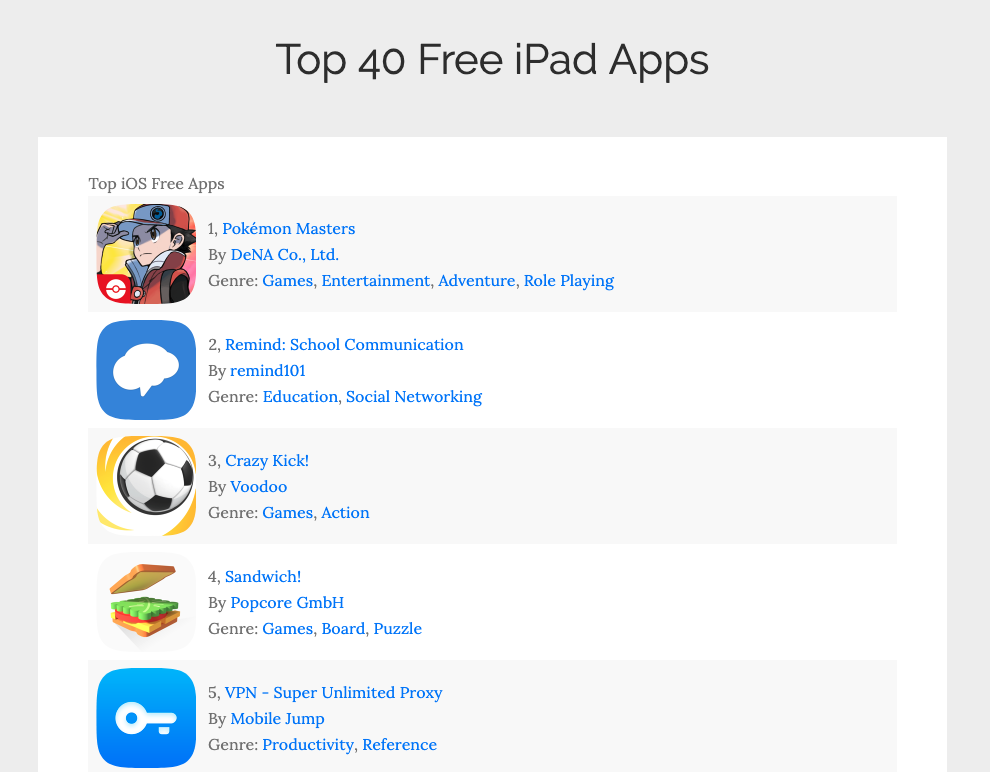 Top 40 Free iPad Apps
Top iOS Free Apps
1, Pokémon Masters
By DeNA Co., Ltd.
Genre: Games, Entertainment, Adventure, Role Playing
2, Remind: School Communication
By remind101
Genre: Education, Social Networking
3, Crazy Kick!
By Voodoo
Genre: Games, Action
4, Sandwich!
By Popcore GmbH
Genre: Games, Board, Puzzle
5, VPN - Super Unlimited Proxy
By Mobile Jump
Genre: Productivity, Reference